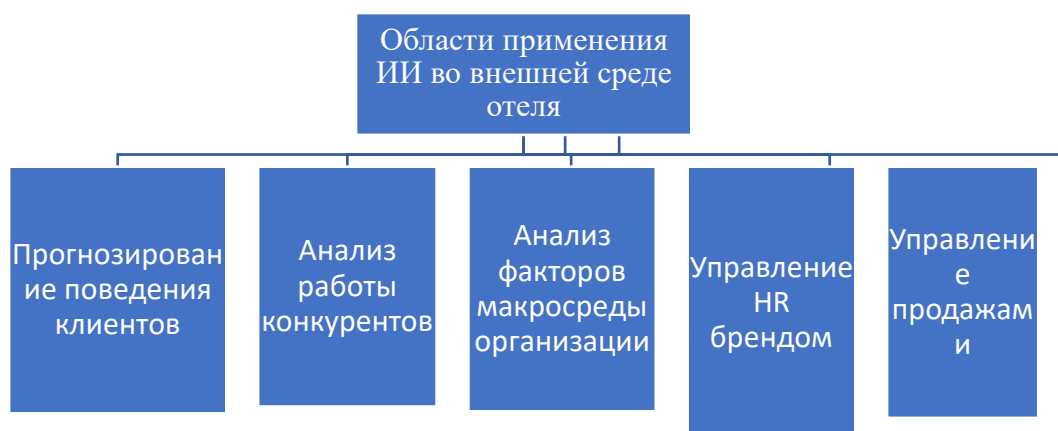 Области применения
ИИ во внешней среде
отеля
Прогнозирован
ие поведения
клиентов
Анализ
работы
конкурентов
Анализ
факторов
макросреды
организации
Управление
HR
брендом
Управлени
е
продажам
и